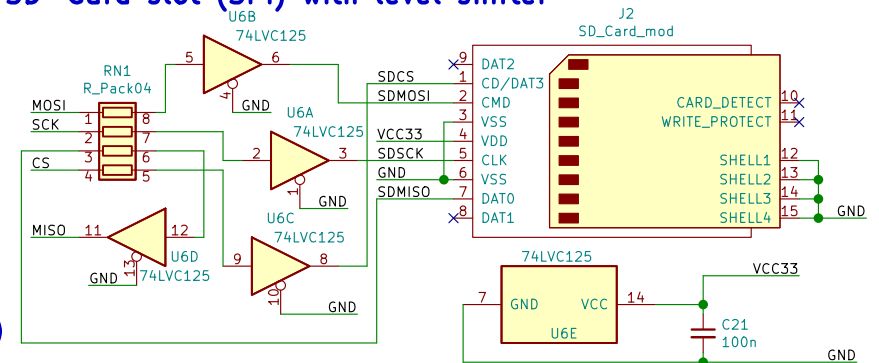 SD Card Slot (SPI) with level shifter
U6B
74LVC125
J2
SD_Card_mod
RN1
R_Pack04
5
6
4
GND
MOSI
SCK
CS
1
2
3
4
8
7
6
5
U6A
74LVC125
2
3
1
GND
U6C
74LVC125
9
8
10
GND
MISO
11
12
13
U6D
74LVC125
GND
SDCS
SDMOSI
VCC33
SDSCK
GND
SDMISO
9 DAT2
1 CD/DAT3
2 CMD
3 VSS
4 VDD
5 CLK
6 VSS
7 DAT0
8 DAT1
CARD_DETECT 10
WRITE_PROTECT 11
SHELL1 12
SHELL2 13
SHELL3 14
SHELL4 15
GND
74LVC125
7 GND
VCC 14
U6E
VCC33
C21
100n
GND
)